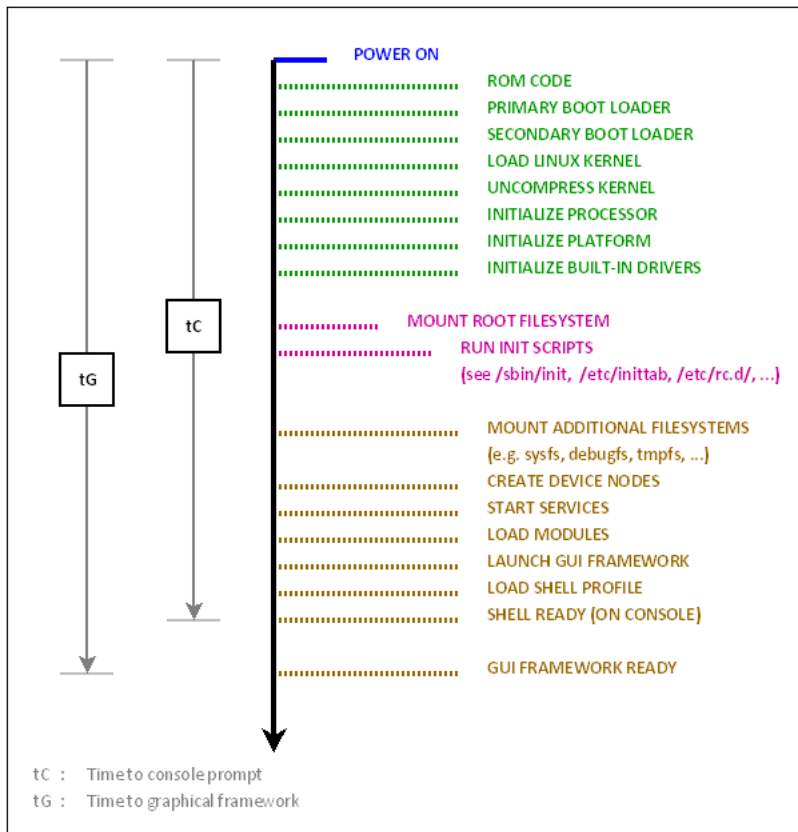 POWER ON
ROM CODE
PRIMARY BOOT LOADER
SECONDARY BOOT LOADER
LOAD LINUX KERNEL
UNCOMPRESS KERNEL
INITIALIZE PROCESSOR
INITIALIZE PLATFORM
INITIALIZE BUILT-IN DRIVERS
tC
MOUNT ROOT FILESYSTEM
RUN INIT SCRIPTS
(see /sbin/init, /etc/inittab, /etc/rc.d/, ...)
tG
MOUNT ADDITIONAL FILESYSTEMS
(e.g. sysfs, debugfs, tmpfs, ...)
CREATE DEVICE NODES
START SERVICES
LOAD MODULES
LAUNCH GUI FRAMEWORK
LOAD SHELL PROFILE
SHELL READY (ON CONSOLE)
GUI FRAMEWORK READY
tC : Time to console prompt
tG : Time to graphical framework